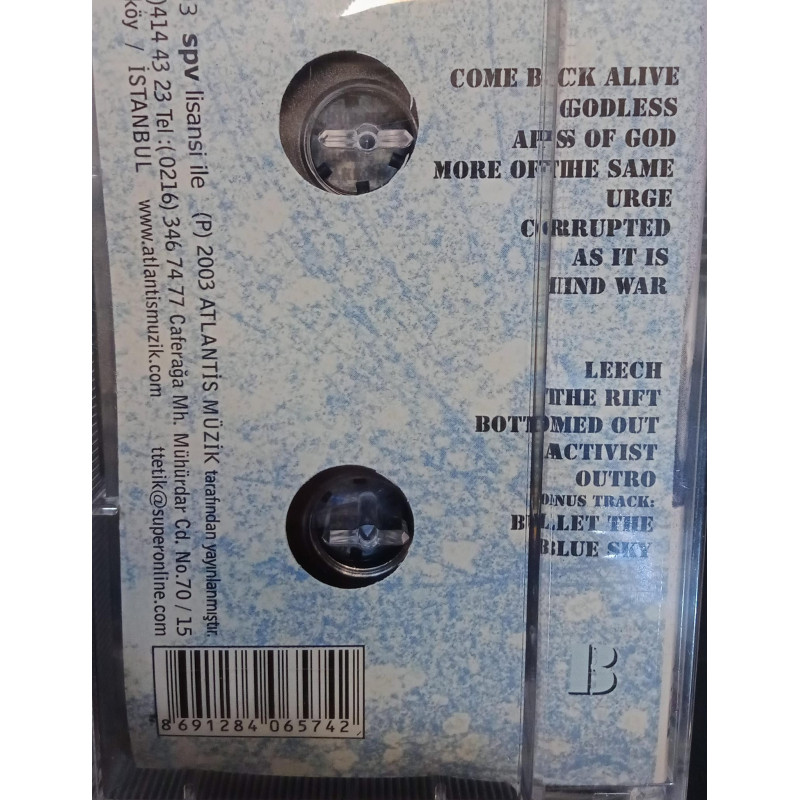 COME BACK ALIVE
GODLESS
APES OF GOD
MORE OF THE SAME
URGE
CORRUPTED
AS IT IS
MIND WAR
LEECH
THE RIFT
BOTTOMED OUT
ACTIVIST
OUTRO
BONUS TRACK:
BULLET THE
BLUE SKY
B
3 spv lisansi ile (P) 2003 ATLANTİS MÜZİK tarafından yayınlanmıştır.
)414 43 23 Tel :(0216) 346 74 77 Caferağa Mh. Mühürdar Cd. No.70 / 15
köy / İSTANBUL www.atlantismuzik.com ttetik@superonline.com
8 691284 065742